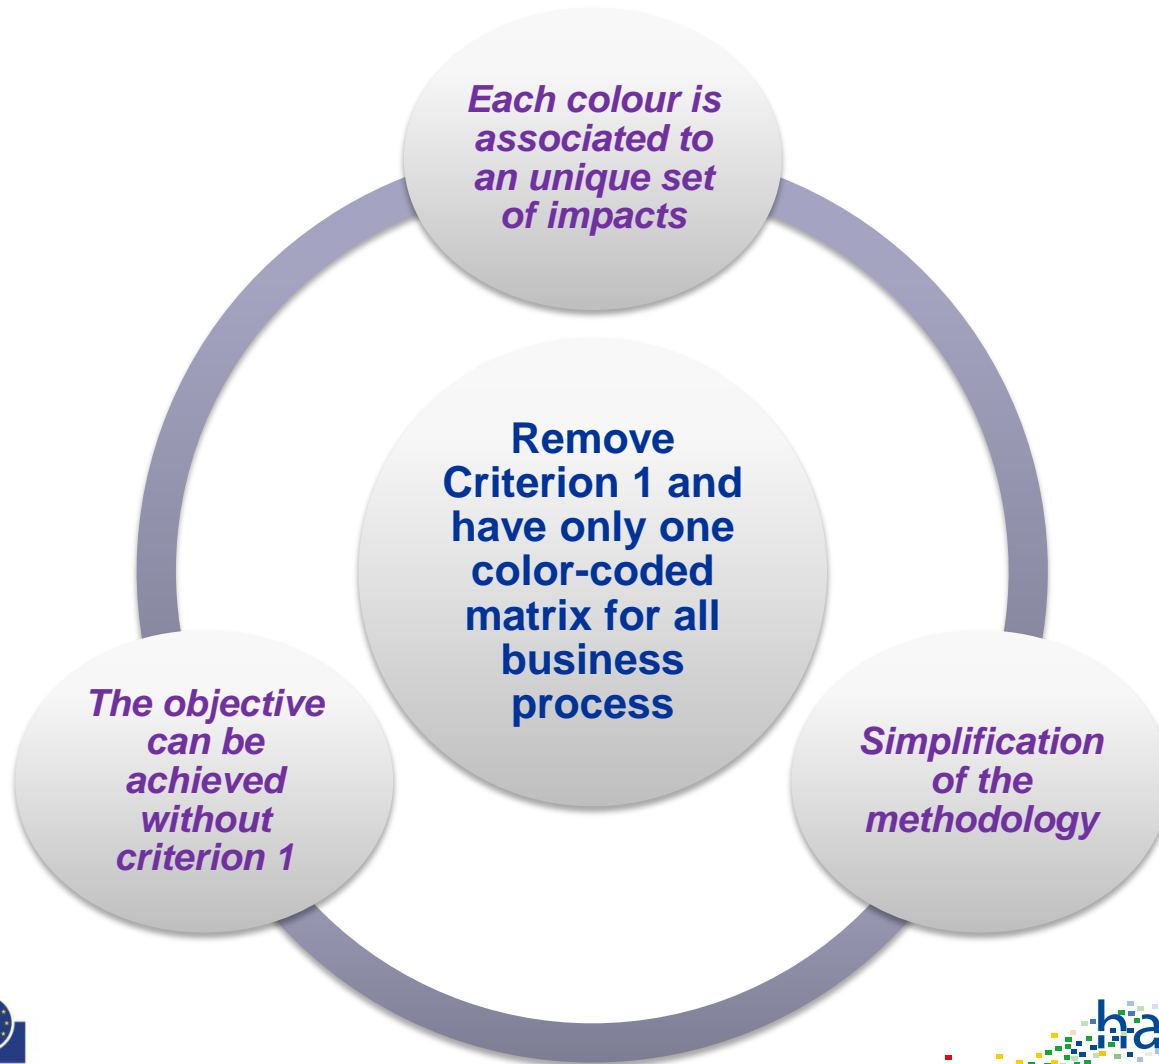 Each colour is
associated to
an unique set
of impacts
Remove
Criterion 1 and
have only one
color-coded
matrix for all
business
process
The objective
can be
achieved
without
criterion 1
Simplification
of the
methodology